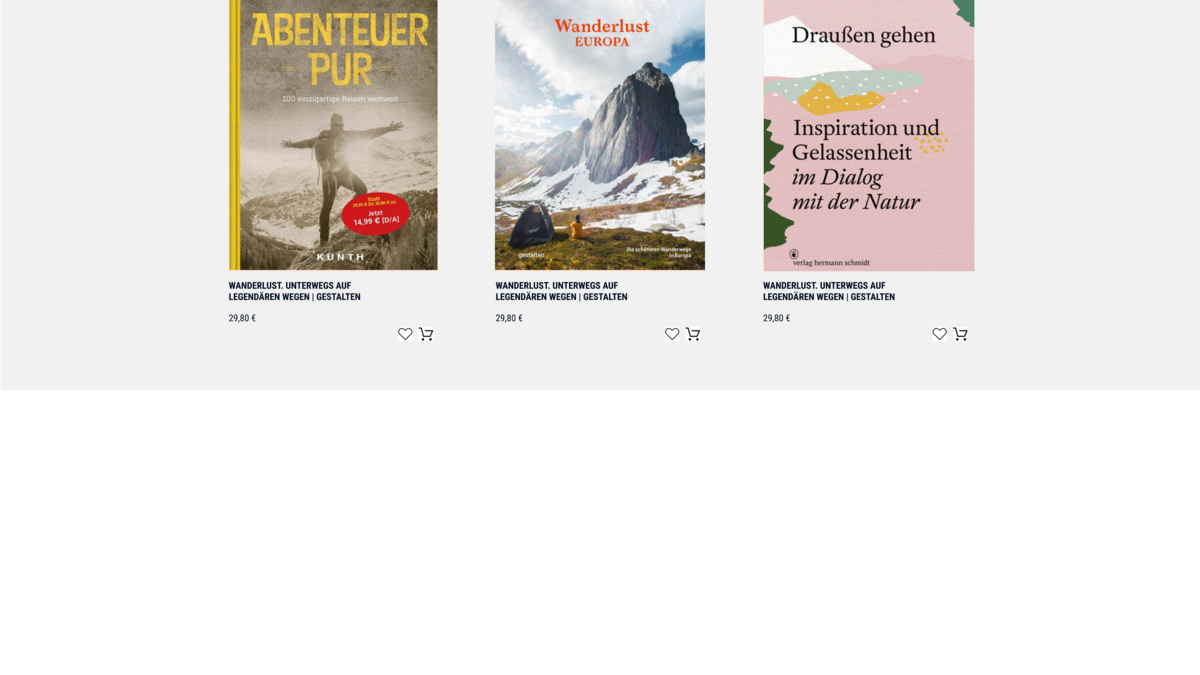 ABENTEUER
PUR
100 einzigartige Reisen weltweit
Statt
Jetzt
14,99 € [D/A]
KUNTH
WANDERLUST. UNTERWEGS AUF
LEGENDÄREN WEGEN | GESTALTEN
29,80 €
Wanderlust
EUROPA
gestalten
Die schönsten Wanderwege
in Europa
WANDERLUST. UNTERWEGS AUF
LEGENDÄREN WEGEN | GESTALTEN
29,80 €
Draußen gehen
Inspiration und
Gelassenheit
im Dialog
mit der Natur
verlag hermann schmidt
WANDERLUST. UNTERWEGS AUF
LEGENDÄREN WEGEN | GESTALTEN
29,80 €